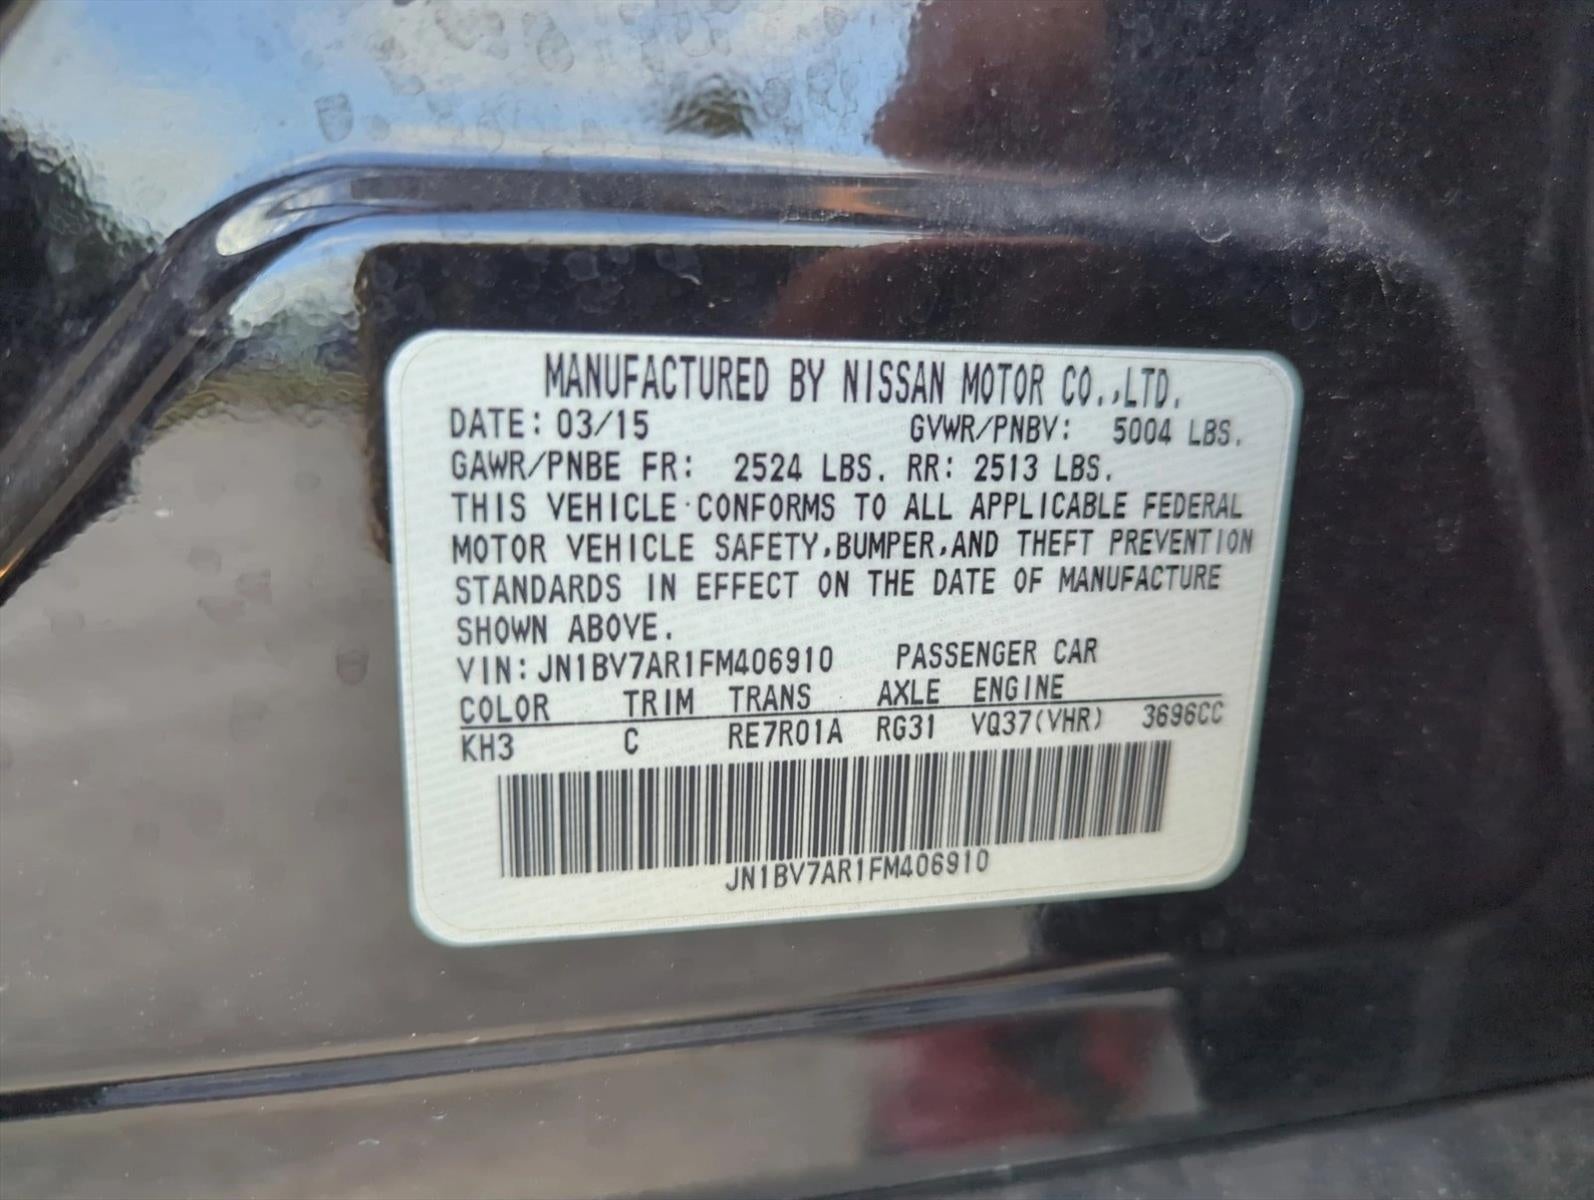 MANUFACTURED BY NISSAN MOTOR CO.,LTD.
DATE: 03/15 GVWR/PNBV: 5004 LBS.
GAWR/PNBE FR: 2524 LBS. RR: 2513 LBS.
THIS VEHICLE CONFORMS TO ALL APPLICABLE FEDERAL
MOTOR VEHICLE SAFETY,BUMPER,AND THEFT PREVENTION
STANDARDS IN EFFECT ON THE DATE OF MANUFACTURE
SHOWN ABOVE.
VIN: JN1BV7AR1FM406910 PASSENGER CAR
COLOR TRIM TRANS AXLE ENGINE
KH3 C RE7R01A RG31 VQ37(VHR) 3696CC
JN1BV7AR1FM406910